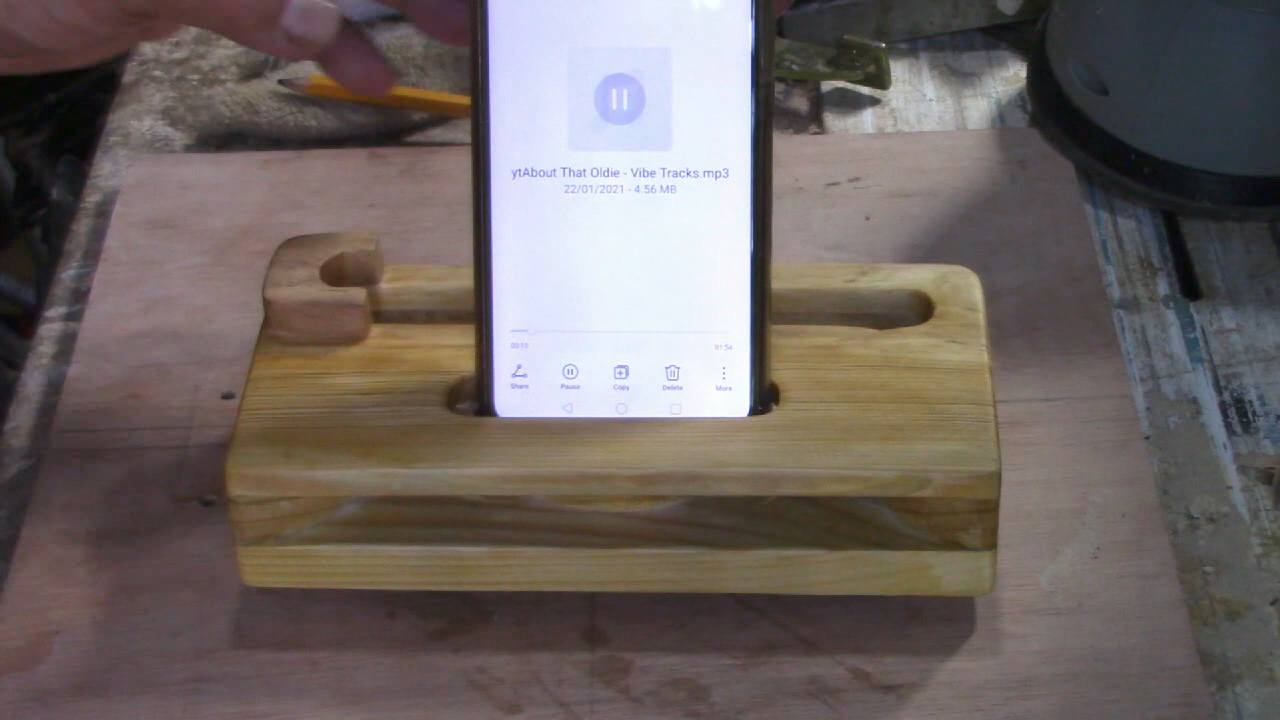 ytAbout That Oldie - Vibe Tracks.mp3
22/01/2021 - 4.56 MB
00:10 01:54
Share Pause Copy Delete More